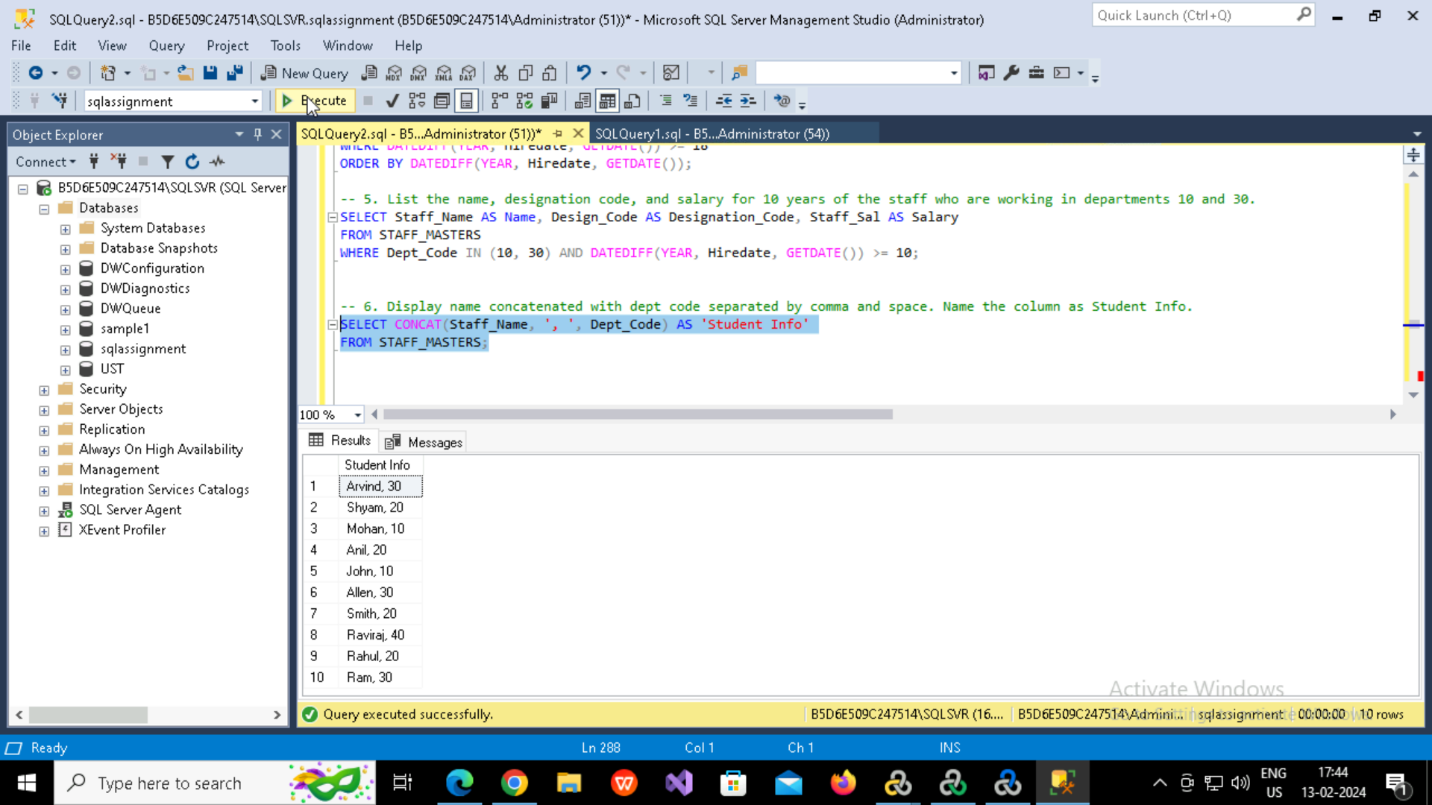 SQLQuery2.sql - B5D6E509C247514\SQLSVR.sqlassignment (B5D6E509C247514\Administrator (51))* - Microsoft SQL Server Management Studio (Administrator)
Quick Launch (Ctrl+Q)
File Edit View Query Project Tools Window Help
New Query
sqlassignment Execute
Object Explorer
SQLQuery2.sql - B5...Administrator (51))* SQLQuery1.sql - B5...Administrator (54))
Connect
B5D6E509C247514\SQLSVR (SQL Server
Databases
System Databases
Database Snapshots
DWConfiguration
DWDiagnostics
DWQueue
sample1
sqlassignment
UST
Security
Server Objects
Replication
Always On High Availability
Management
Integration Services Catalogs
SQL Server Agent
XEvent Profiler
WHERE DATEDIFF(YEAR, Hiredate, GETDATE()) >= 18
ORDER BY DATEDIFF(YEAR, Hiredate, GETDATE());
-- 5. List the name, designation code, and salary for 10 years of the staff who are working in departments 10 and 30.
SELECT Staff_Name AS Name, Design_Code AS Designation_Code, Staff_Sal AS Salary
FROM STAFF_MASTERS
WHERE Dept_Code IN (10, 30) AND DATEDIFF(YEAR, Hiredate, GETDATE()) >= 10;
-- 6. Display name concatenated with dept code separated by comma and space. Name the column as Student Info.
SELECT CONCAT(Staff_Name, ', ', Dept_Code) AS 'Student Info'
FROM STAFF_MASTERS;
100 %
Results Messages
Student Info
1 Arvind, 30
2 Shyam, 20
3 Mohan, 10
4 Anil, 20
5 John, 10
6 Allen, 30
7 Smith, 20
8 Raviraj, 40
9 Rahul, 20
10 Ram, 30
Activate Windows
Query executed successfully. B5D6E509C247514\SQLSVR (16.... B5D6E509C247514\Admini... sqlassignment 00:00:00 10 rows
Ready Ln 288 Col 1 Ch 1 INS
Type here to search
ENG
US
17:44
13-02-2024
1